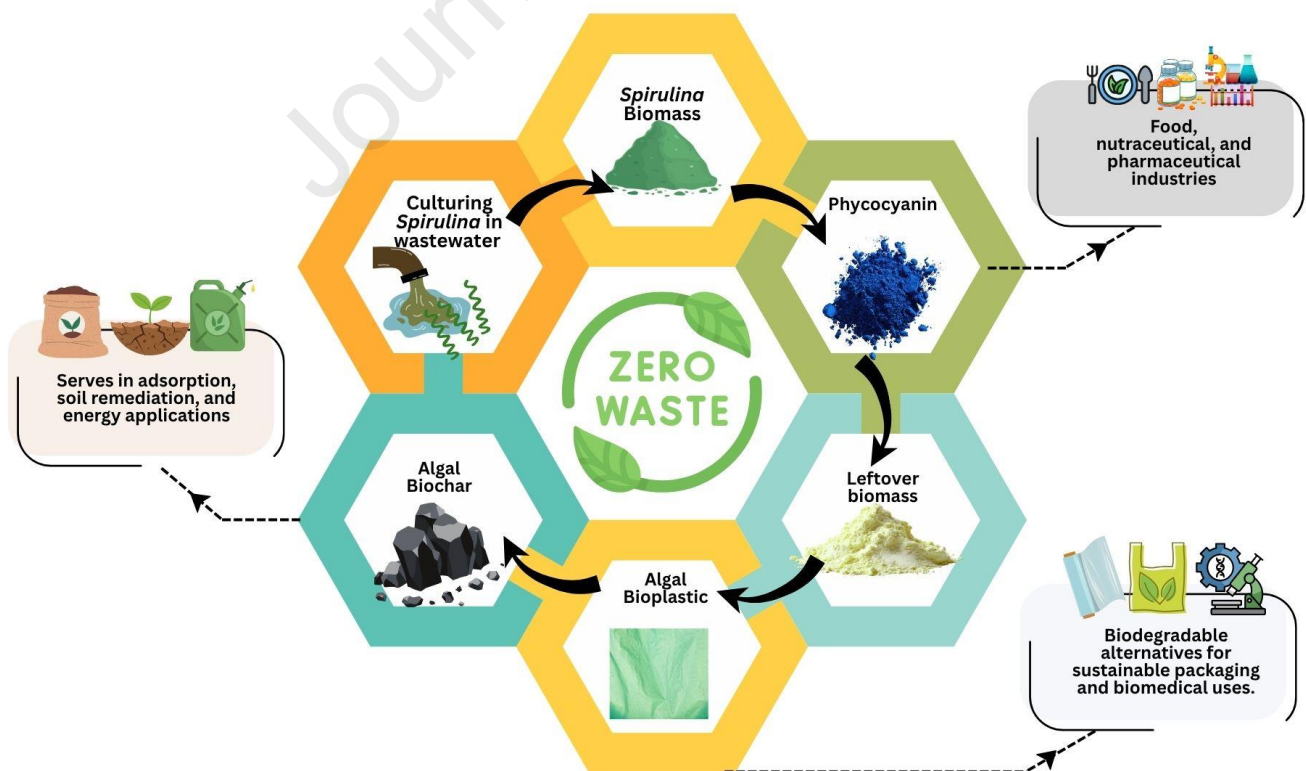 Journ
Spirulina
Biomass
Culturing
Spirulina in
wastewater
Phycocyanin
Food,
nutraceutical, and
pharmaceutical
industries
Serves in adsorption,
soil remediation, and
energy applications
ZERO
WASTE
Algal
Biochar
Leftover
biomass
Algal
Bioplastic
Biodegradable
alternatives for
sustainable packaging
and biomedical uses.